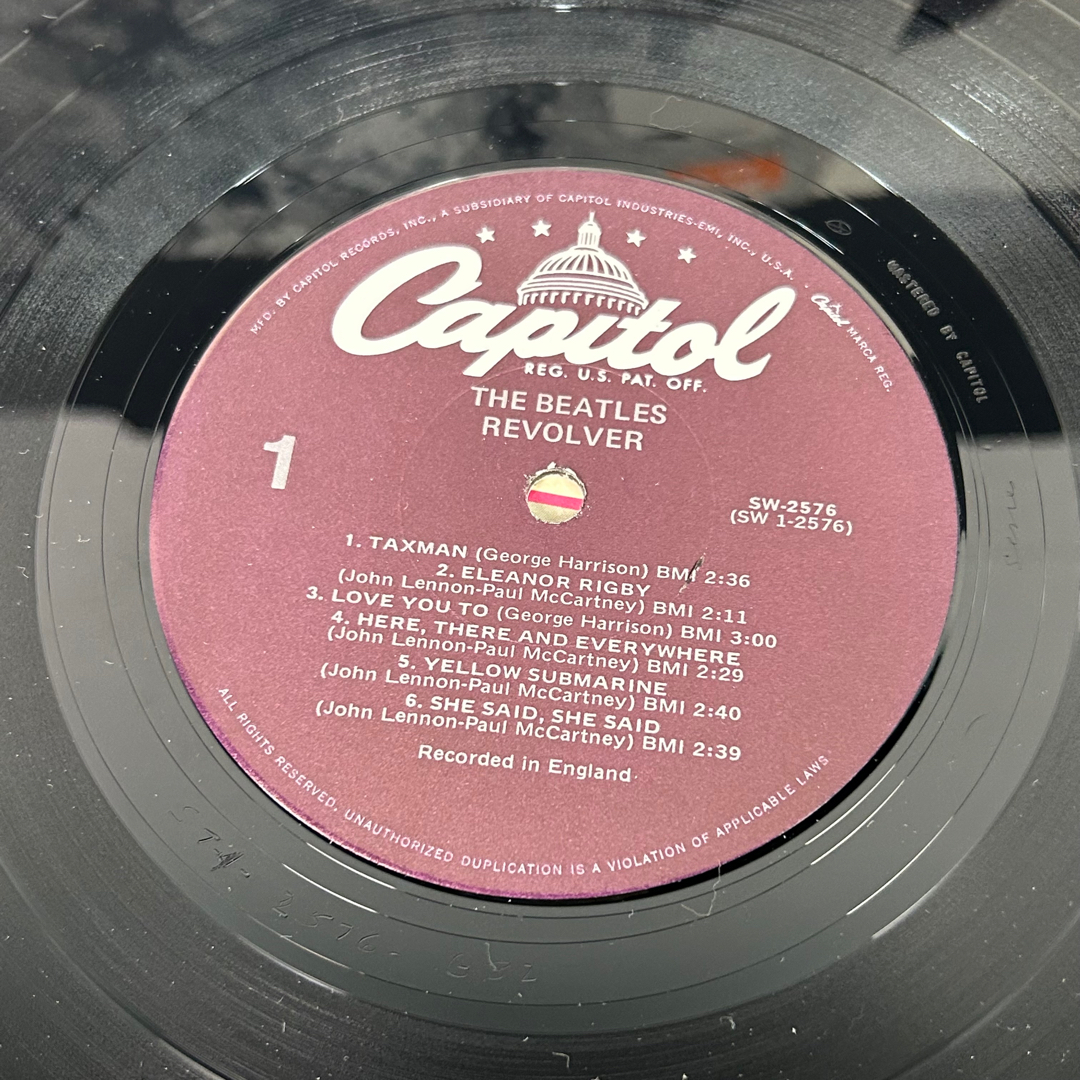 MFD. BY CAPITOL RECORDS, INC., A SUBSIDIARY OF CAPITOL INDUSTRIES-EMI, INC., U.S.A. . Capitol MARCA REG.
Capitol
REG. U.S. PAT. OFF.
THE BEATLES
REVOLVER
1
SW-2576
(SW 1-2576)
1. TAXMAN (George Harrison) BMI 2:36
2. ELEANOR RIGBY
(John Lennon-Paul McCartney) BMI 2:11
3. LOVE YOU TO (George Harrison) BMI 3:00
4. HERE, THERE AND EVERYWHERE
(John Lennon-Paul McCartney) BMI 2:29
5. YELLOW SUBMARINE
(John Lennon-Paul McCartney) BMI 2:40
6. SHE SAID, SHE SAID
(John Lennon-Paul McCartney) BMI 2:39
Recorded in England
ALL RIGHTS RESERVED. UNAUTHORIZED DUPLICATION IS A VIOLATION OF APPLICABLE LAWS
MASTERED BY CAPITOL
2576